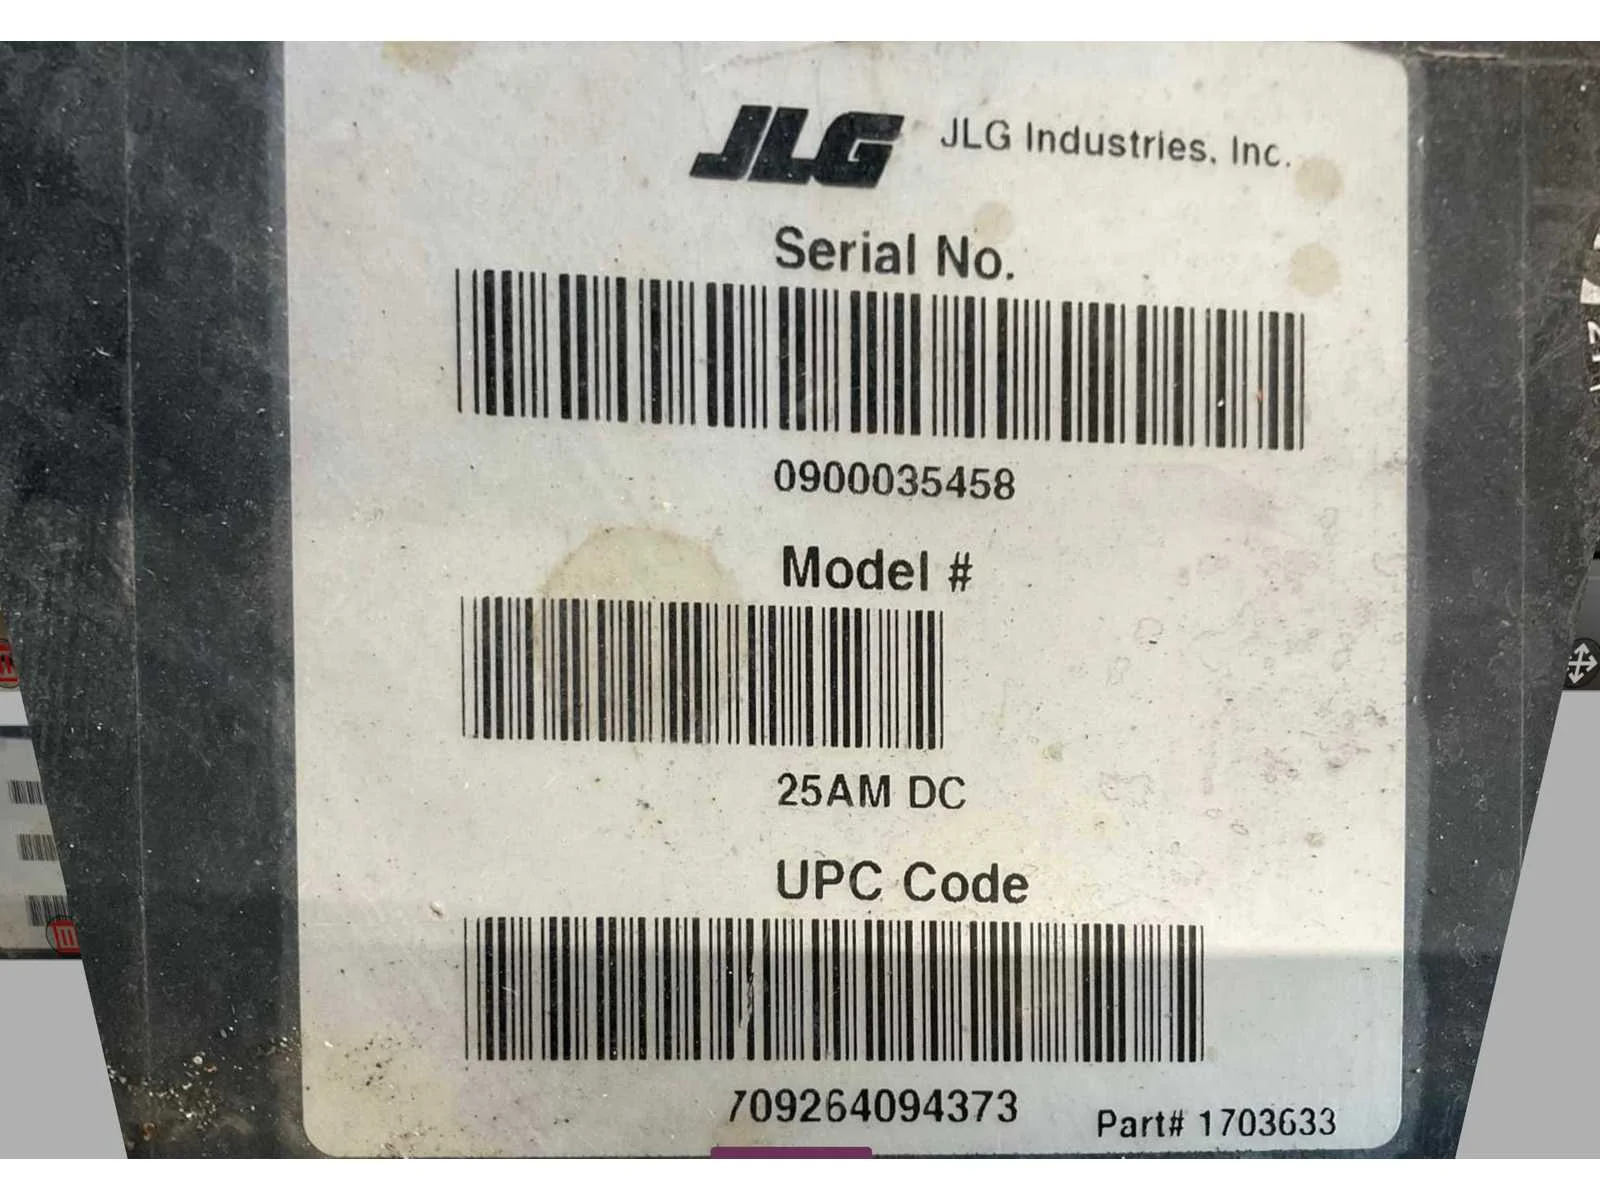 JLG JLG Industries, Inc.
Serial No.
0900035458
Model #
25AM DC
UPC Code
709264094373
Part# 1703633